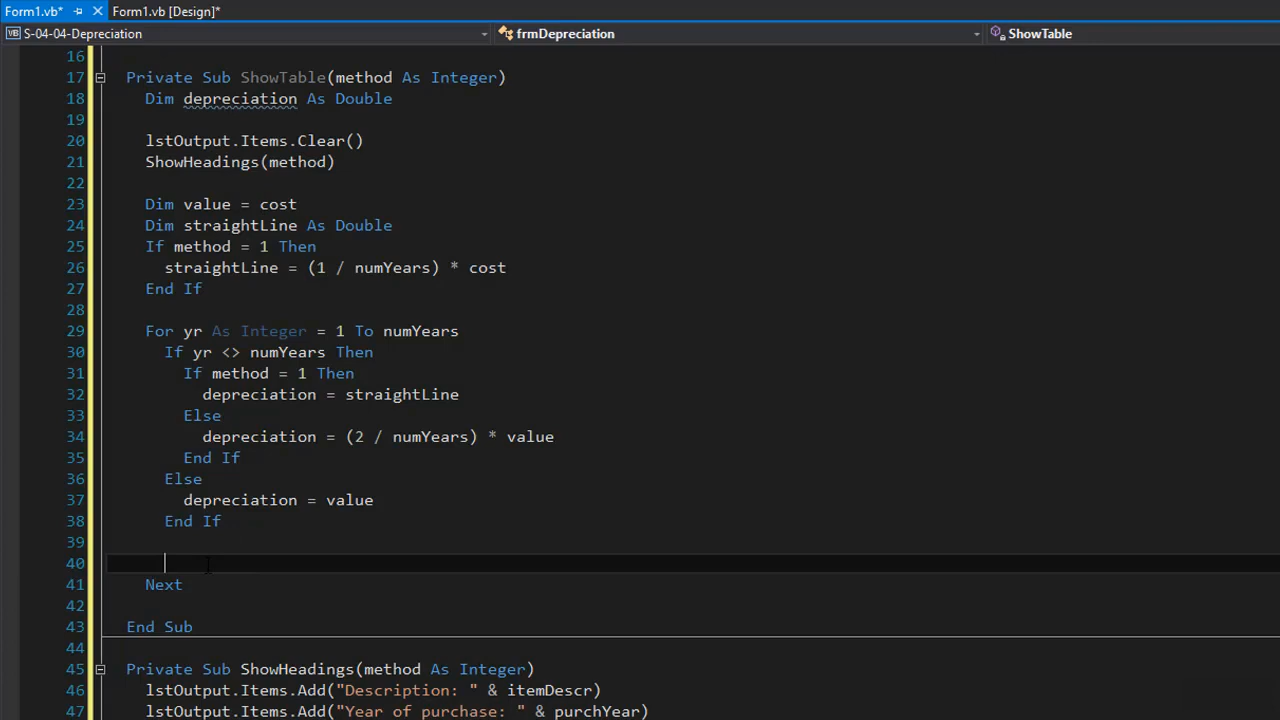 Form1.vb* Form1.vb [Design]*
VB S-04-04-Depreciation frmDepreciation ShowTable
16
17 Private Sub ShowTable(method As Integer)
18 Dim depreciation As Double
19
20 lstOutput.Items.Clear()
21 ShowHeadings(method)
22
23 Dim value = cost
24 Dim straightLine As Double
25 If method = 1 Then
26 straightLine = (1 / numYears) * cost
27 End If
28
29 For yr As Integer = 1 To numYears
30 If yr <> numYears Then
31 If method = 1 Then
32 depreciation = straightLine
33 Else
34 depreciation = (2 / numYears) * value
35 End If
36 Else
37 depreciation = value
38 End If
39
40
41 Next
42
43 End Sub
44
45 Private Sub ShowHeadings(method As Integer)
46 lstOutput.Items.Add("Description: " & itemDescr)
47 lstOutput.Items.Add("Year of purchase: " & purchYear)